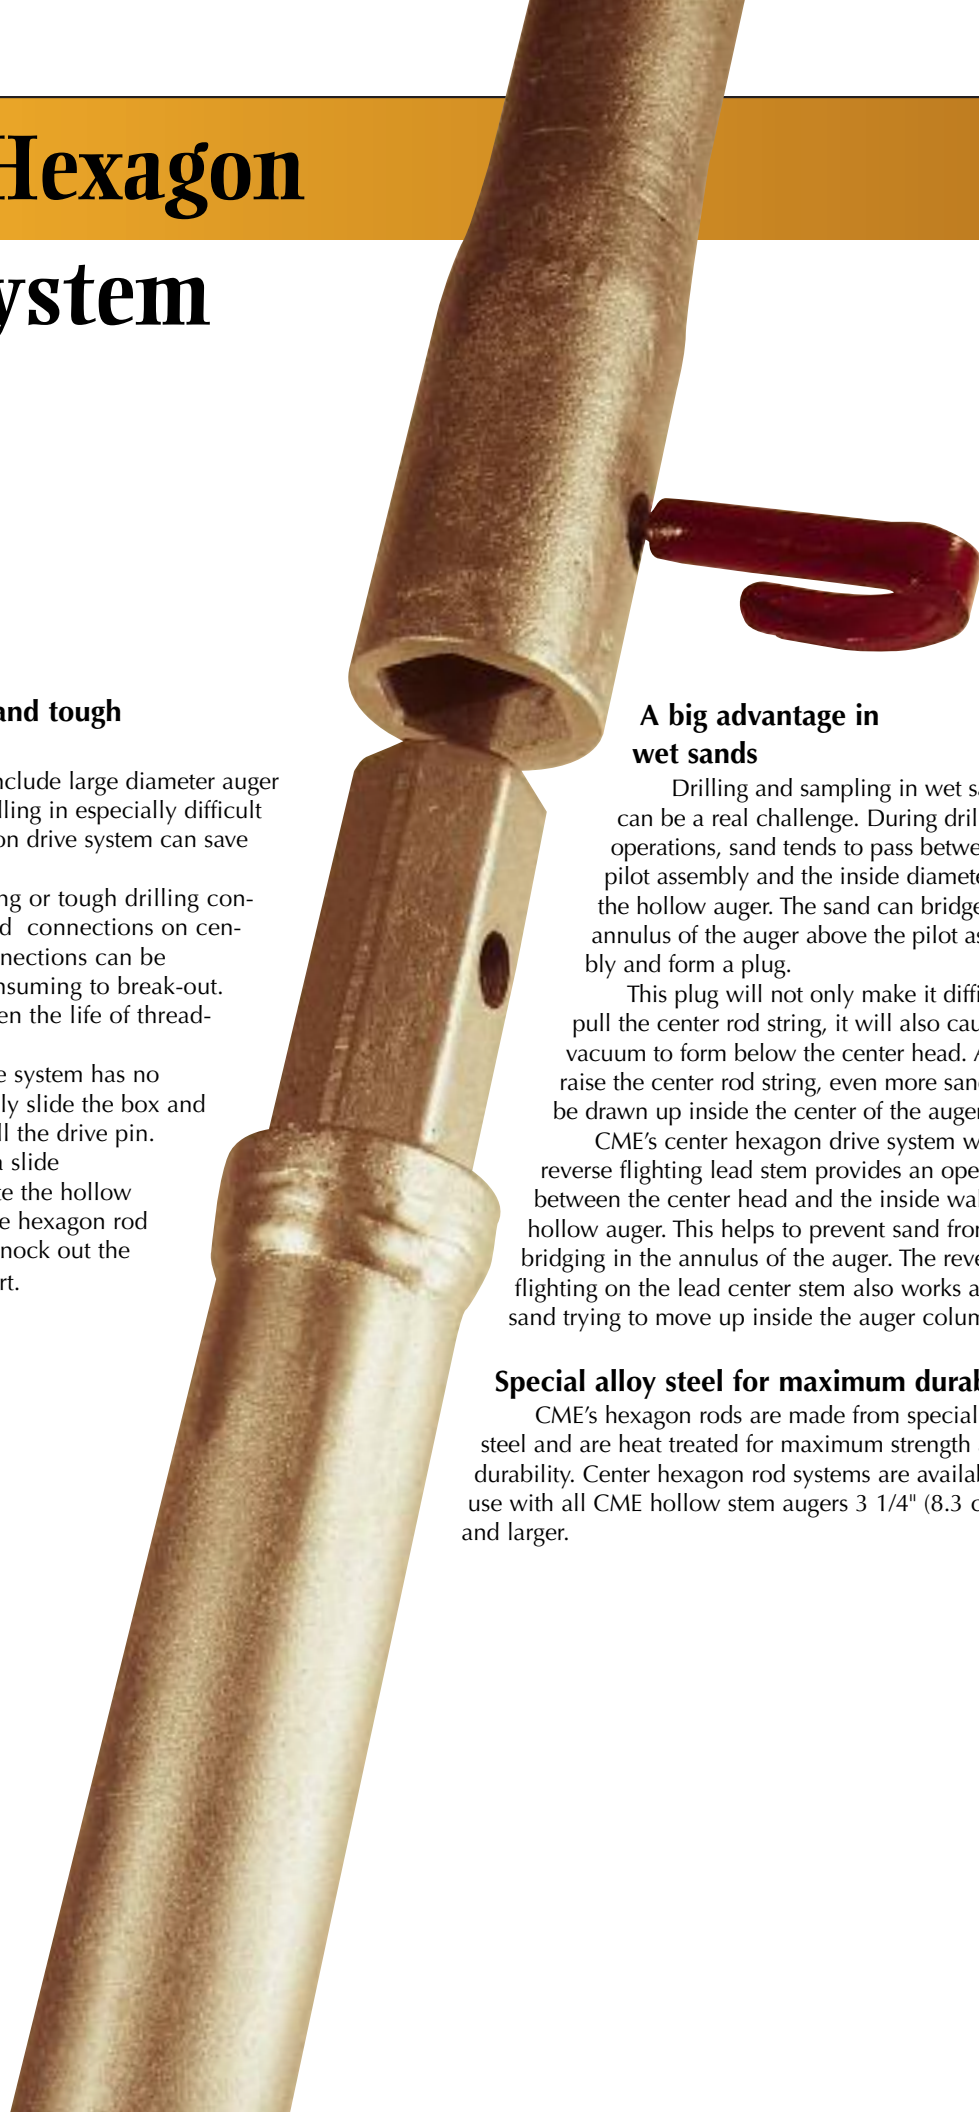 Hexagon
ystem
and tough
nclude large diameter auger
lling in especially difficult
on drive system can save
ng or tough drilling con-
d connections on cen-
nections can be
nsuming to break-out.
en the life of thread-
e system has no
ly slide the box and
ll the drive pin.
a slide
te the hollow
e hexagon rod
nock out the
rt.
A big advantage in
wet sands
Drilling and sampling in wet sa
can be a real challenge. During dril
operations, sand tends to pass betwe
pilot assembly and the inside diamete
the hollow auger. The sand can bridge
annulus of the auger above the pilot as
bly and form a plug.
This plug will not only make it diffi
pull the center rod string, it will also cau
vacuum to form below the center head. A
raise the center rod string, even more san
be drawn up inside the center of the auger
CME’s center hexagon drive system w
reverse flighting lead stem provides an ope
between the center head and the inside wal
hollow auger. This helps to prevent sand from
bridging in the annulus of the auger. The reve
flighting on the lead center stem also works a
sand trying to move up inside the auger colum
Special alloy steel for maximum durab
CME’s hexagon rods are made from special
steel and are heat treated for maximum strength
durability. Center hexagon rod systems are availab
use with all CME hollow stem augers 3 1/4" (8.3 c
and larger.